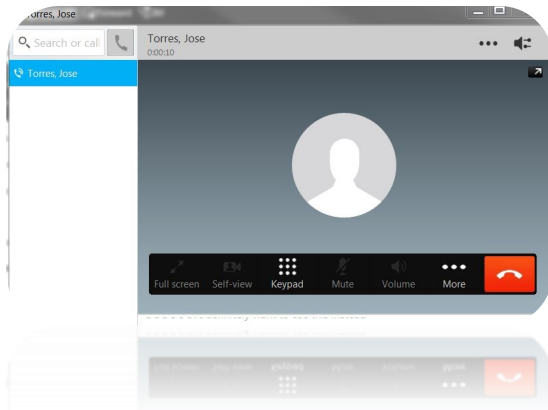 Torres, Jose
Search or cal
Torres, Jose
0:00:10
Torres, Jose
Full screen Self-view Keypad Mute Volume More